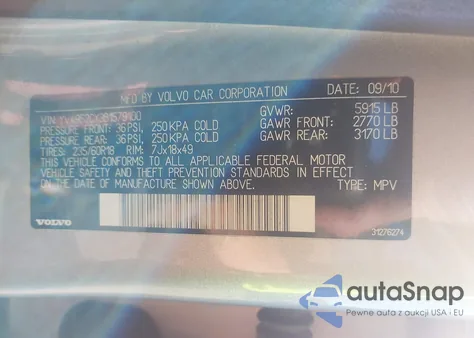 MFD BY VOLVO CAR CORPORATION DATE: 09/10
VIN:
PRESSURE FRONT: 36PSI, 250KPA COLD
PRESSURE REAR: 36PSI, 250KPA COLD
TIRES: 235/60R18 RIM: 7Jx18x49
GVWR: 5915 LB
GAWR FRONT: 2770 LB
GAWR REAR: 3170 LB
THIS VEHICLE CONFORMS TO ALL APPLICABLE FEDERAL MOTOR
VEHICLE SAFETY AND THEFT PREVENTION STANDARDS IN EFFECT
ON THE DATE OF MANUFACTURE SHOWN ABOVE. TYPE: MPV
VOLVO
31276274
autoSnap
Pewne auta z aukcji USA i EU